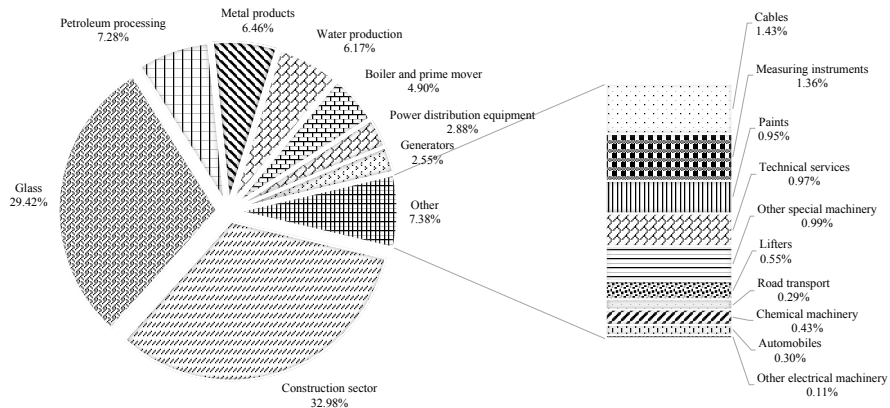 Petroleum processing
7.28%
Metal products
6.46%
Water production
6.17%
Boiler and prime mover
4.90%
Power distribution equipment
2.88%
Generators
2.55%
Other
7.38%
Glass
29.42%
Construction sector
32.98%
Cables
1.43%
Measuring instruments
1.36%
Paints
0.95%
Technical services
0.97%
Other special machinery
0.99%
Lifters
0.55%
Road transport
0.29%
Chemical machinery
0.43%
Automobiles
0.30%
Other electrical machinery
0.11%